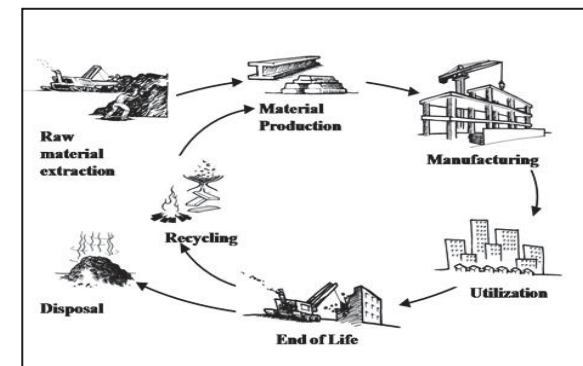 Raw
material
extraction
Material
Production
Manufacturing
Utilization
End of Life
Recycling
Disposal